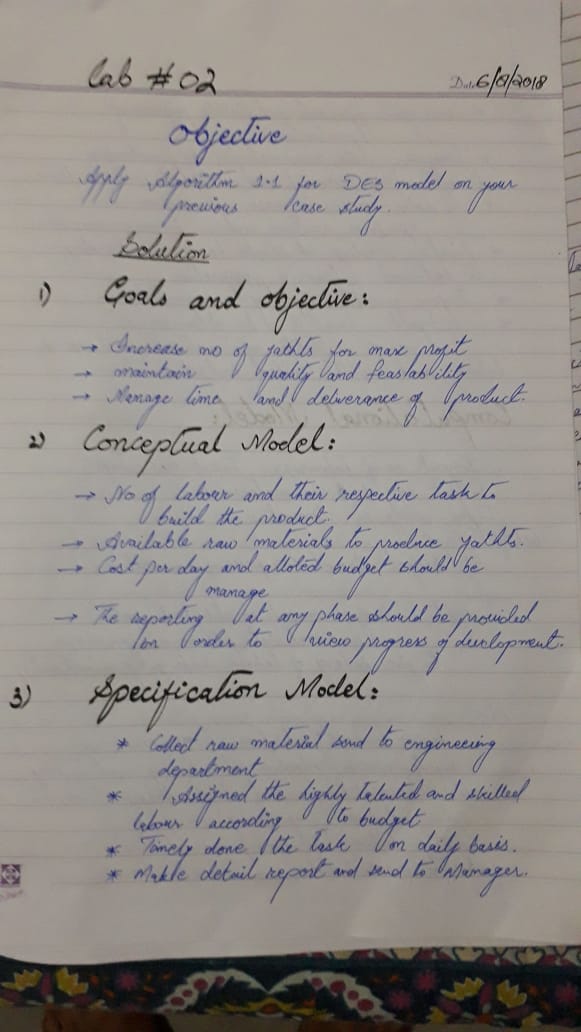 Lab # 02
Date: 6/8/2018
Objective
Apply Algorithm 1.1 for DES model on your
previous case study.
Solution
1) Goals and objective:
→ Increase no of yathts for max profit
→ maintain quality and feasability
→ Manage time and deliverance of product.
2) Conceptual Model:
→ No of labour and their respective task to
build the product.
→ Available raw materials to produce yathts.
→ Cost per day and alloted budget should be
manage
→ The reporting at any phase should be provided
in order to view progress of development.
3) Specification Model:
* Collect raw material send to engineering
department
* Assigned the highly talented and skilled
labour according to budget
* Timely done the task on daily basis.
* Make detail report and send to Manager.